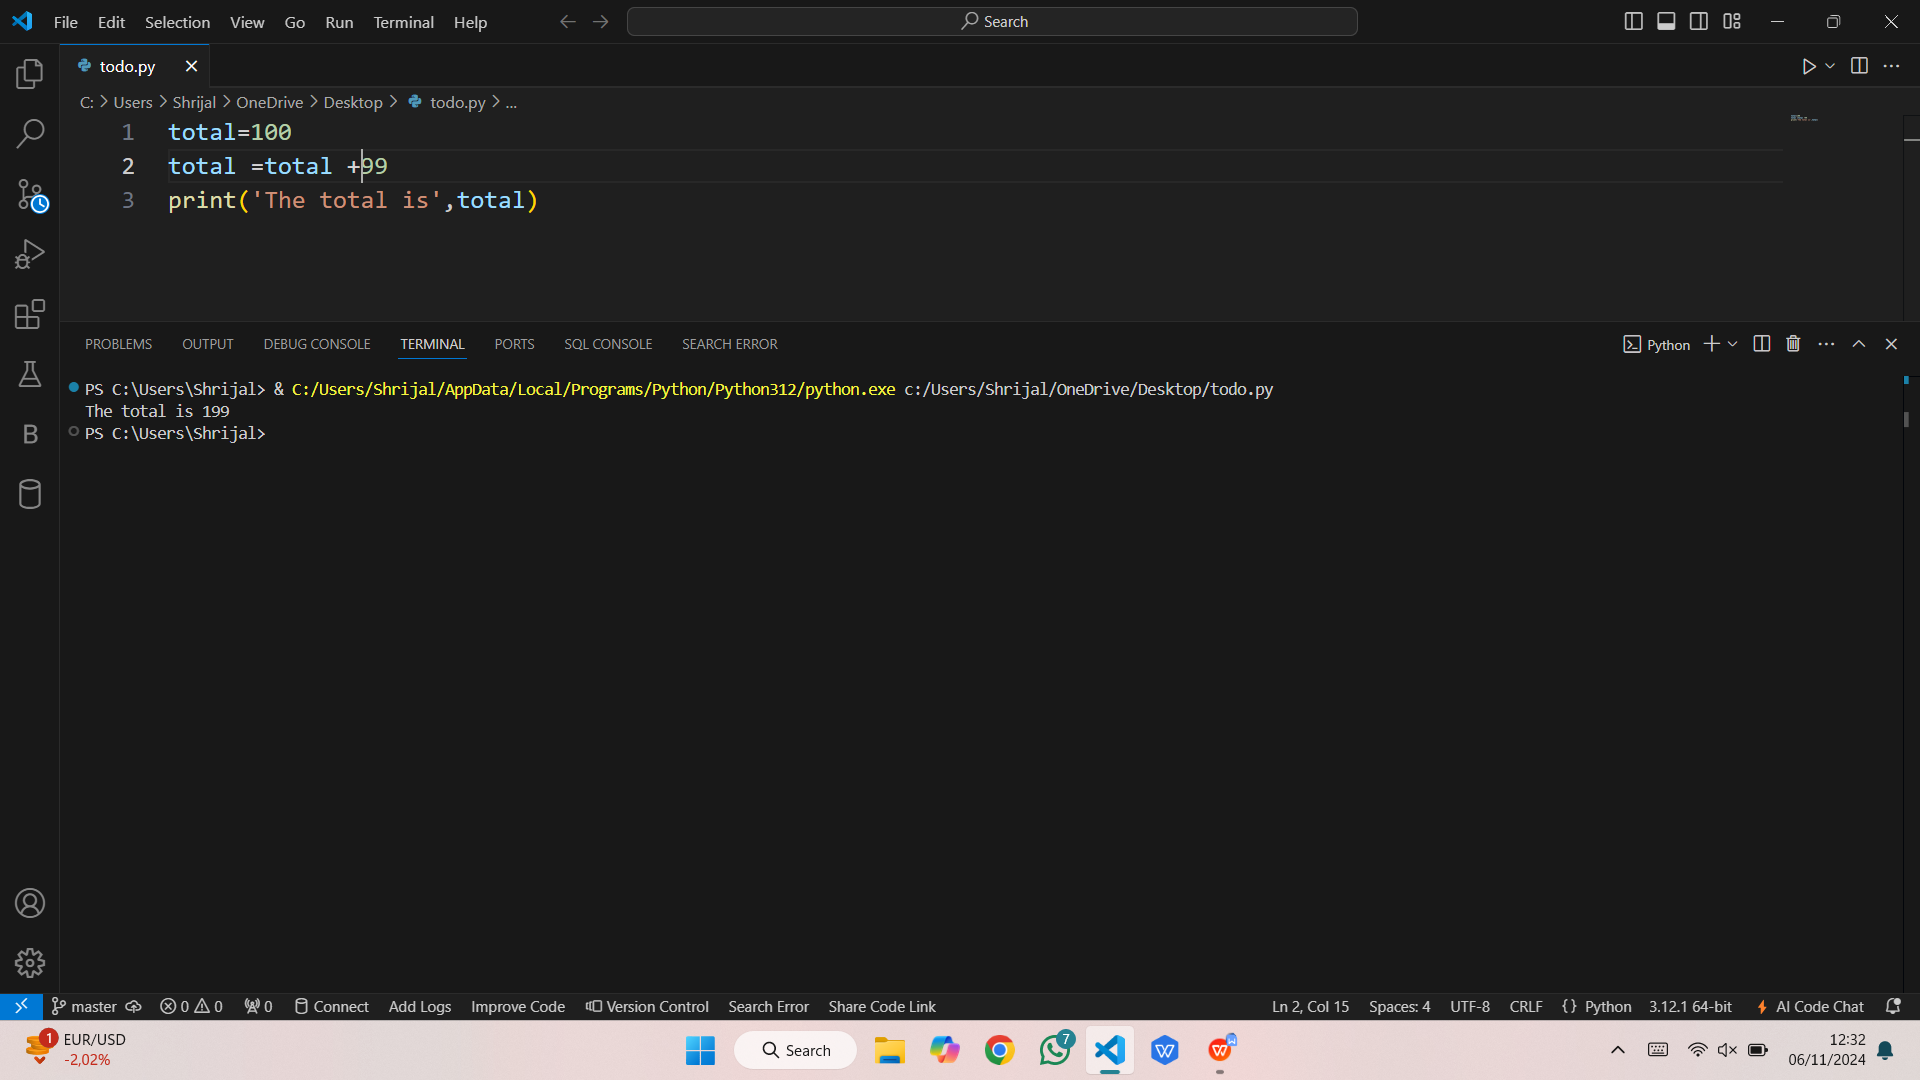 File Edit Selection View Go Run Terminal Help
Search
todo.py
C: > Users > Shrijal > OneDrive > Desktop > todo.py > ...
1 total=100
2 total =total +99
3 print('The total is',total)
PROBLEMS OUTPUT DEBUG CONSOLE TERMINAL PORTS SQL CONSOLE SEARCH ERROR
Python
PS C:\Users\Shrijal> & C:/Users/Shrijal/AppData/Local/Programs/Python/Python312/python.exe c:/Users/Shrijal/OneDrive/Desktop/todo.py
The total is 199
PS C:\Users\Shrijal>
B
master 0 0 0 Connect Add Logs Improve Code Version Control Search Error Share Code Link Ln 2, Col 15 Spaces: 4 UTF-8 CRLF {} Python 3.12.1 64-bit AI Code Chat
1 EUR/USD
-2,02%
Search
7
12:32
06/11/2024